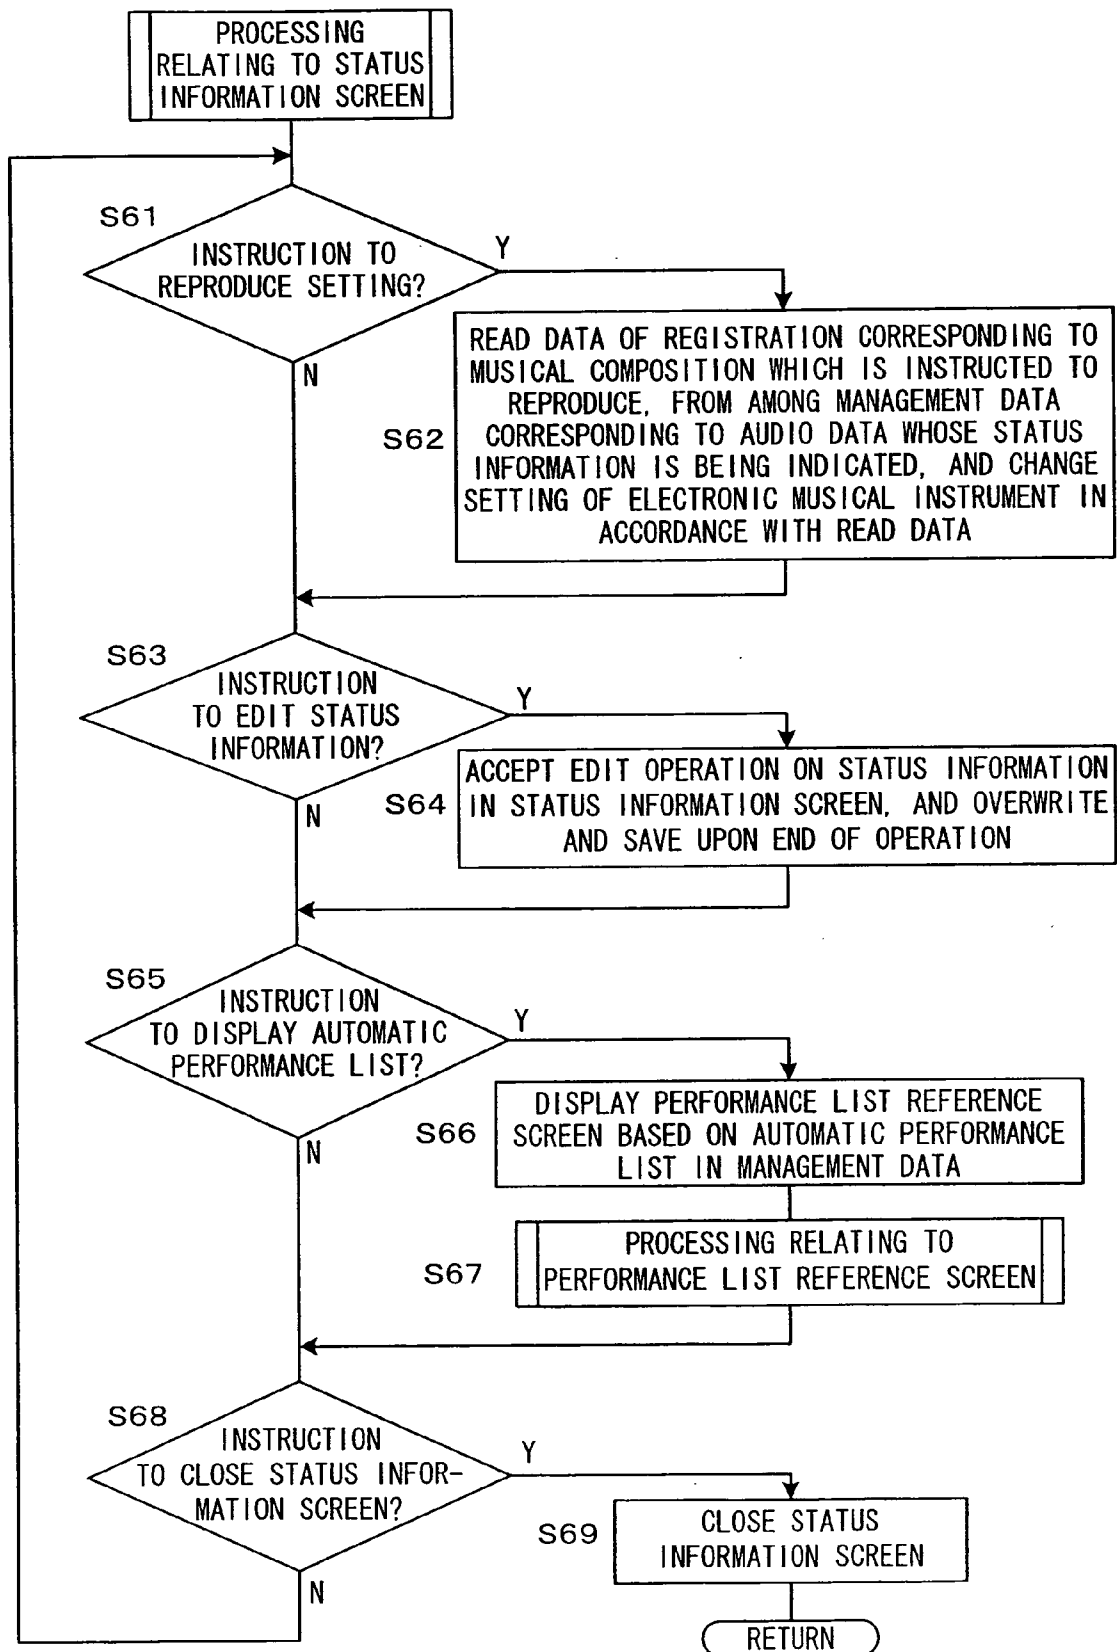 PROCESSING
RELATING TO STATUS
INFORMATION SCREEN
S61
INSTRUCTION TO
REPRODUCE SETTING?
Y
N
S62
READ DATA OF REGISTRATION CORRESPONDING TO
MUSICAL COMPOSITION WHICH IS INSTRUCTED TO
REPRODUCE, FROM AMONG MANAGEMENT DATA
CORRESPONDING TO AUDIO DATA WHOSE STATUS
INFORMATION IS BEING INDICATED, AND CHANGE
SETTING OF ELECTRONIC MUSICAL INSTRUMENT IN
ACCORDANCE WITH READ DATA
S63
INSTRUCTION
TO EDIT STATUS
INFORMATION?
Y
N
S64
ACCEPT EDIT OPERATION ON STATUS INFORMATION
IN STATUS INFORMATION SCREEN, AND OVERWRITE
AND SAVE UPON END OF OPERATION
S65
INSTRUCTION
TO DISPLAY AUTOMATIC
PERFORMANCE LIST?
Y
N
S66
DISPLAY PERFORMANCE LIST REFERENCE
SCREEN BASED ON AUTOMATIC PERFORMANCE
LIST IN MANAGEMENT DATA
S67
PROCESSING RELATING TO
PERFORMANCE LIST REFERENCE SCREEN
S68
INSTRUCTION
TO CLOSE STATUS INFOR-
MATION SCREEN?
Y
N
S69
CLOSE STATUS
INFORMATION SCREEN
RETURN